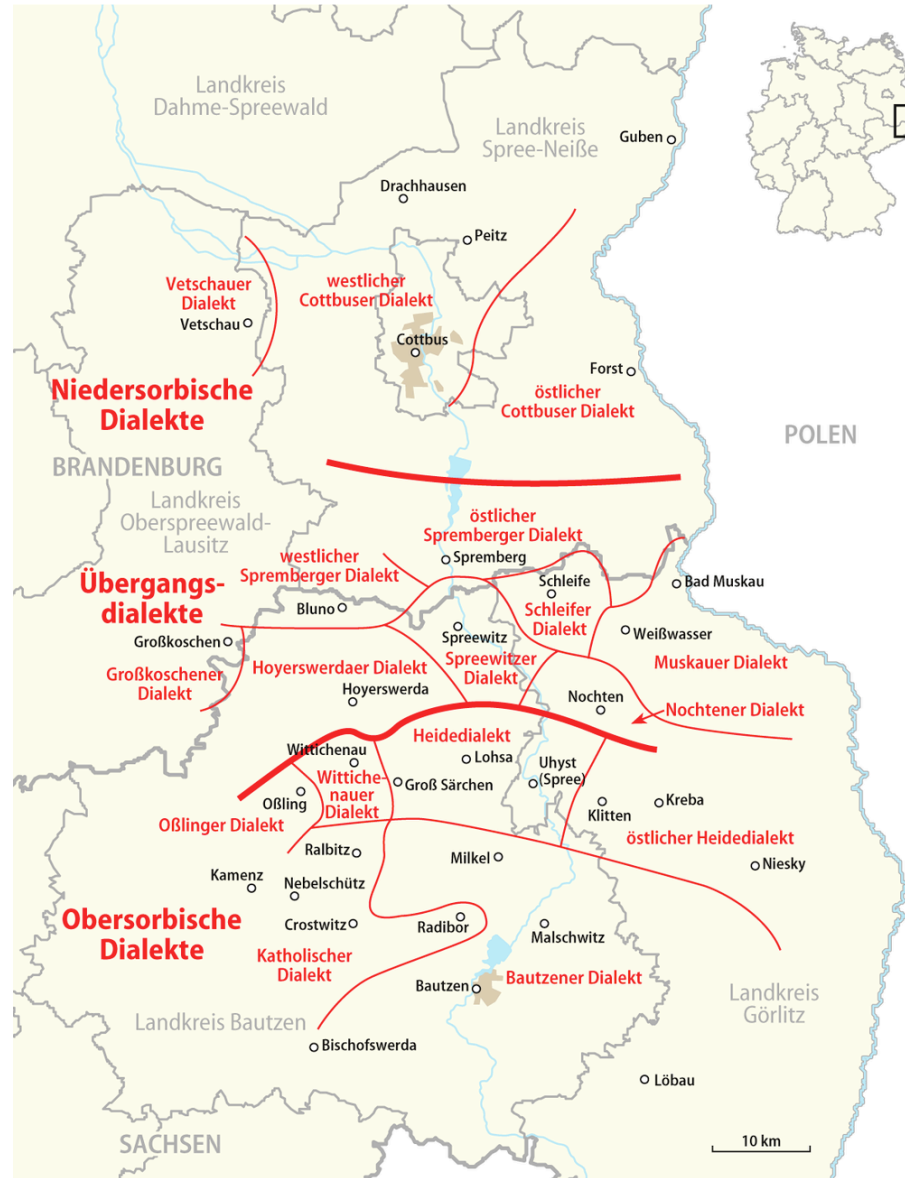 Landkreis
Dahme-Spreewald
Landkreis
Spree-Neiße
Guben
Drachhausen
Peitz
Vetschauer
Dialekt
Vetschau
westlicher
Cottbuser Dialekt
Cottbus
Forst
östlicher
Cottbuser Dialekt
Niedersorbische
Dialekte
POLEN
BRANDENBURG
Landkreis
Oberspreewald-
Lausitz
östlicher
Spremberger Dialekt
westlicher
Spremberger Dialekt
Spremberg
Übergangs-
dialekte
Schleife
Bad Muskau
Schleifer
Dialekt
Bluno
Großkoschen
Spreewitz
Weißwasser
Großkoschener
Dialekt
Hoyerswerdaer Dialekt
Hoyerswerda
Spreewitzer
Dialekt
Muskauer Dialekt
Nochten
Nochtener Dialekt
Heidedialekt
Wittichenau
Lohsa
Uhyst
(Spree)
Wittiche-
nauer
Dialekt
Groß Särchen
Oßling
Oßlinger Dialekt
Klitten
Kreba
östlicher Heidedialekt
Niesky
Ralbitz
Milkel
Kamenz
Nebelschütz
Obersorbische
Dialekte
Crostwitz
Radibor
Malschwitz
Katholischer
Dialekt
Bautzen
Bautzener Dialekt
Landkreis
Görlitz
Landkreis Bautzen
Bischofswerda
Löbau
SACHSEN
10 km